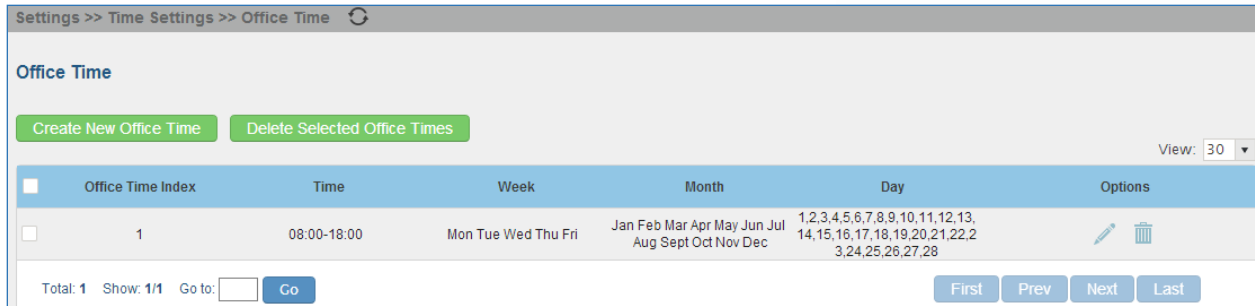 Settings >> Time Settings >> Office Time
Office Time
Create New Office Time Delete Selected Office Times
View: 30
Office Time Index Time Week Month Day Options
1 08:00-18:00 Mon Tue Wed Thu Fri Jan Feb Mar Apr May Jun Jul Aug Sept Oct Nov Dec 1,2,3,4,5,6,7,8,9,10,11,12,13,14,15,16,17,18,19,20,21,22,23,24,25,26,27,28
Total: 1 Show: 1/1 Go to: Go First Prev Next Last